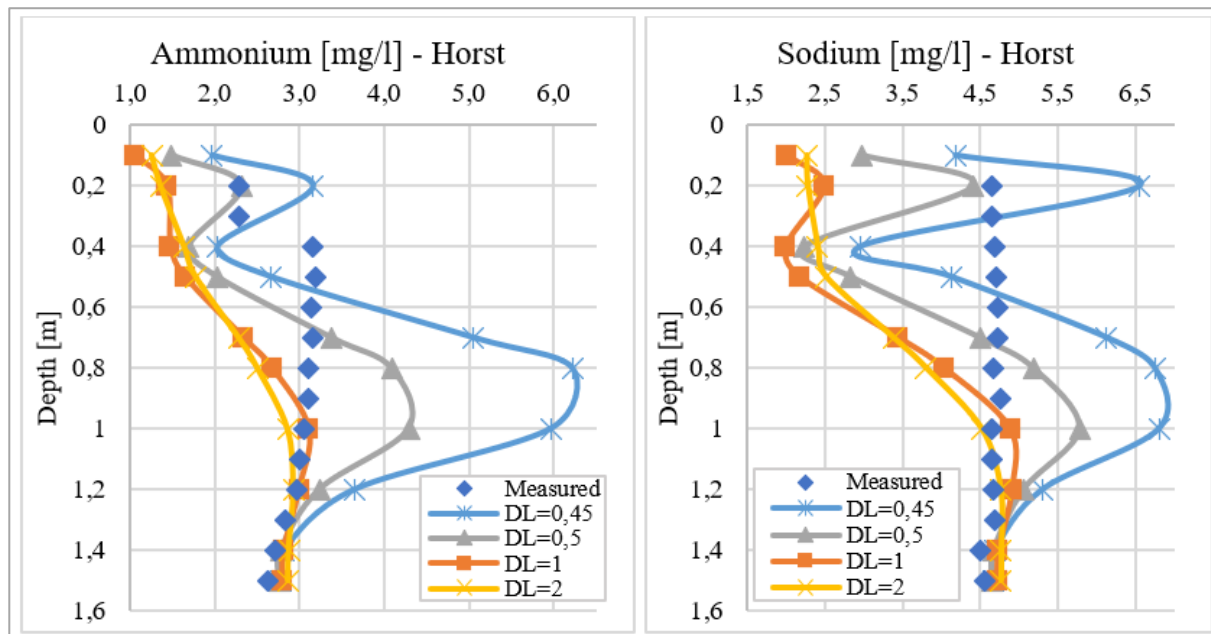 Ammonium [mg/l] - Horst
1,0 2,0 3,0 4,0 5,0 6,0
0
0,2
0,4
0,6
0,8
1
1,2
1,4
1,6
Depth [m]
Measured
DL=0,45
DL=0,5
DL=1
DL=2
Sodium [mg/l] - Horst
1,5 2,5 3,5 4,5 5,5 6,5
0
0,2
0,4
0,6
0,8
1
1,2
1,4
1,6
Depth [m]
Measured
DL=0,45
DL=0,5
DL=1
DL=2